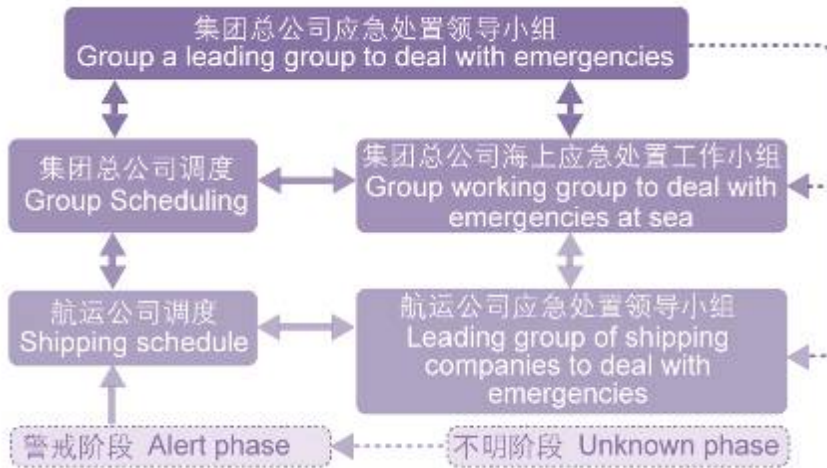 集团总公司应急处置领导小组
Group a leading group to deal with emergencies
集团总公司调度
Group Scheduling
集团总公司海上应急处置工作小组
Group working group to deal with
emergencies at sea
航运公司调度
Shipping schedule
航运公司应急处置领导小组
Leading group of shipping
companies to deal with
emergencies
警戒阶段 Alert phase
不明阶段 Unknown phase